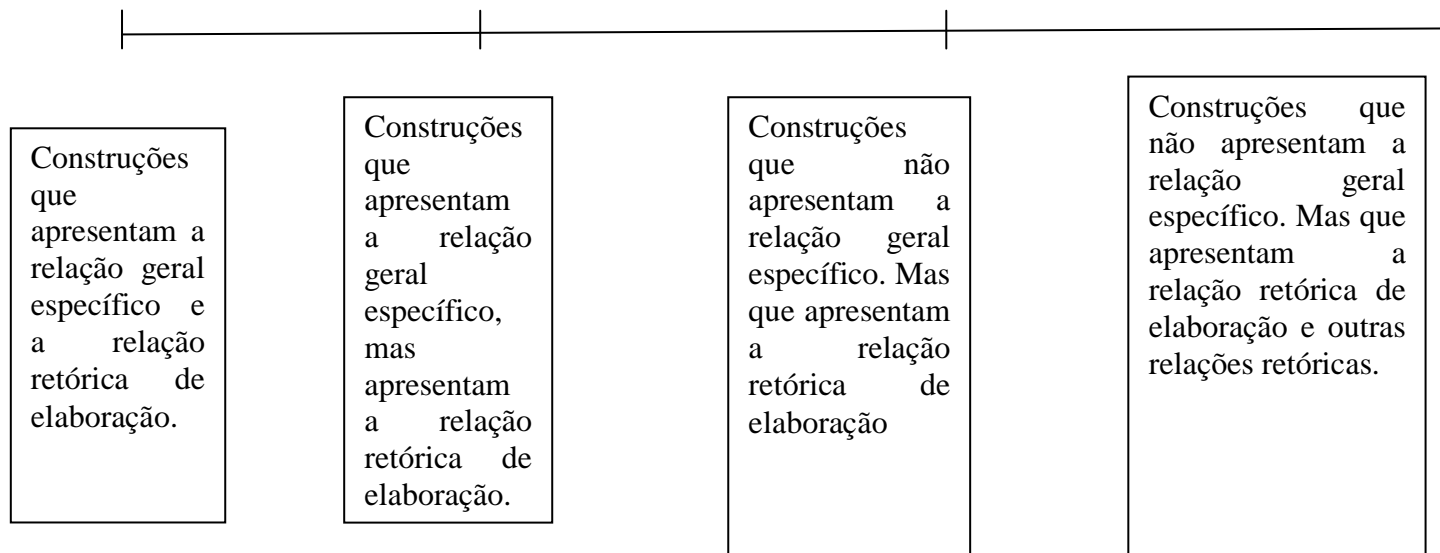 Construções
que
apresentam a
relação geral
específico e
a relação
retórica de
elaboração.
Construções
que
apresentam
a relação
geral
específico,
mas
apresentam
a relação
retórica de
elaboração.
Construções
que não
apresentam a
relação geral
específico. Mas
que apresentam
a relação
retórica de
elaboração
Construções que
não apresentam a
relação geral
específico. Mas que
apresentam a
relação retórica de
elaboração e outras
relações retóricas.